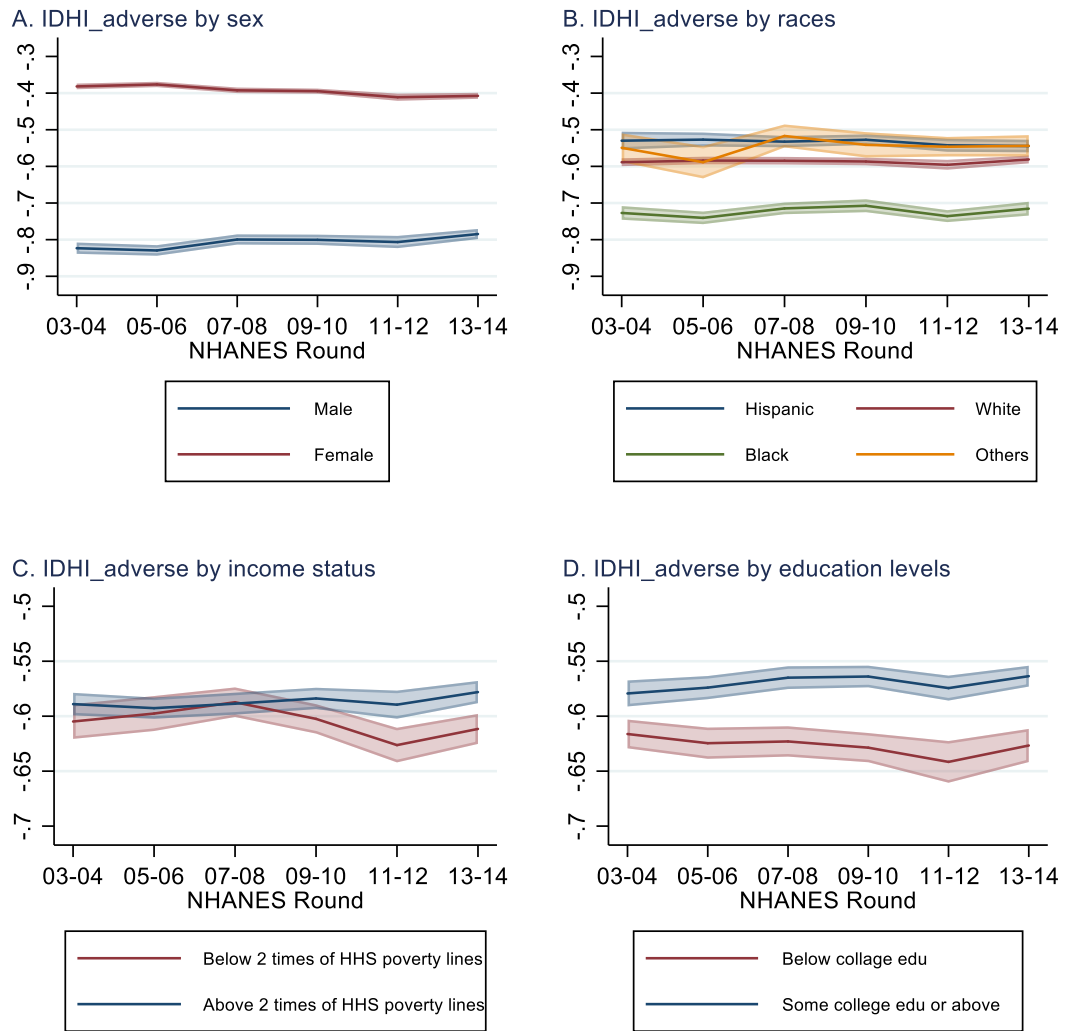 A. IDHI_adverse by sex
-.3
-.4
-.5
-.6
-.7
-.8
-.9
03-04 05-06 07-08 09-10 11-12 13-14
NHANES Round
Male
Female
B. IDHI_adverse by races
-.3
-.4
-.5
-.6
-.7
-.8
-.9
03-04 05-06 07-08 09-10 11-12 13-14
NHANES Round
Hispanic White
Black Others
C. IDHI_adverse by income status
-.5
-.55
-.6
-.65
-.7
03-04 05-06 07-08 09-10 11-12 13-14
NHANES Round
Below 2 times of HHS poverty lines
Above 2 times of HHS poverty lines
D. IDHI_adverse by education levels
-.5
-.55
-.6
-.65
-.7
03-04 05-06 07-08 09-10 11-12 13-14
NHANES Round
Below collage edu
Some college edu or above